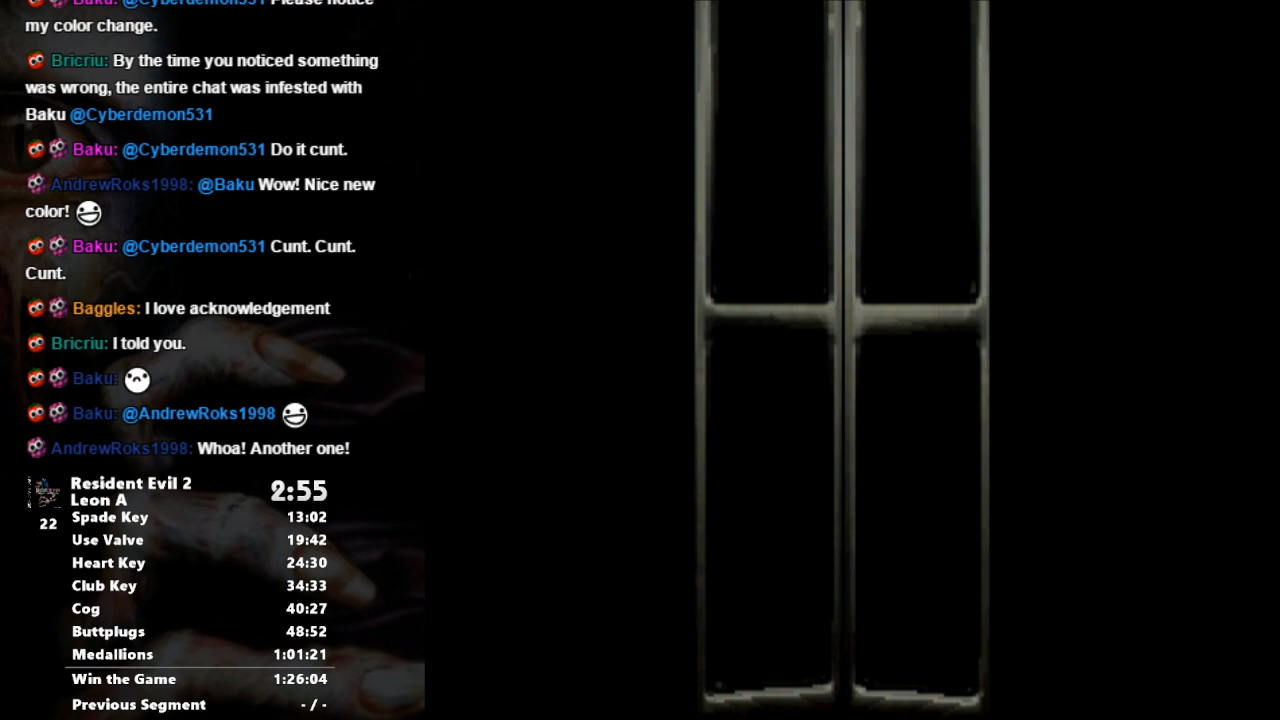 Baku: @Cyberdemon531 Please notice
my color change.
Bricriu: By the time you noticed something
was wrong, the entire chat was infested with
Baku @Cyberdemon531
Baku: @Cyberdemon531 Do it cunt.
AndrewRoks1998: @Baku Wow! Nice new
color!
Baku: @Cyberdemon531 Cunt. Cunt.
Cunt.
Baggles: I love acknowledgement
Bricriu: I told you.
Baku:
Baku: @AndrewRoks1998
AndrewRoks1998: Whoa! Another one!
Resident Evil 2
Leon A
2:55
22
Spade Key 13:02
Use Valve 19:42
Heart Key 24:30
Club Key 34:33
Cog 40:27
Buttplugs 48:52
Medallions 1:01:21
Win the Game 1:26:04
Previous Segment - / -